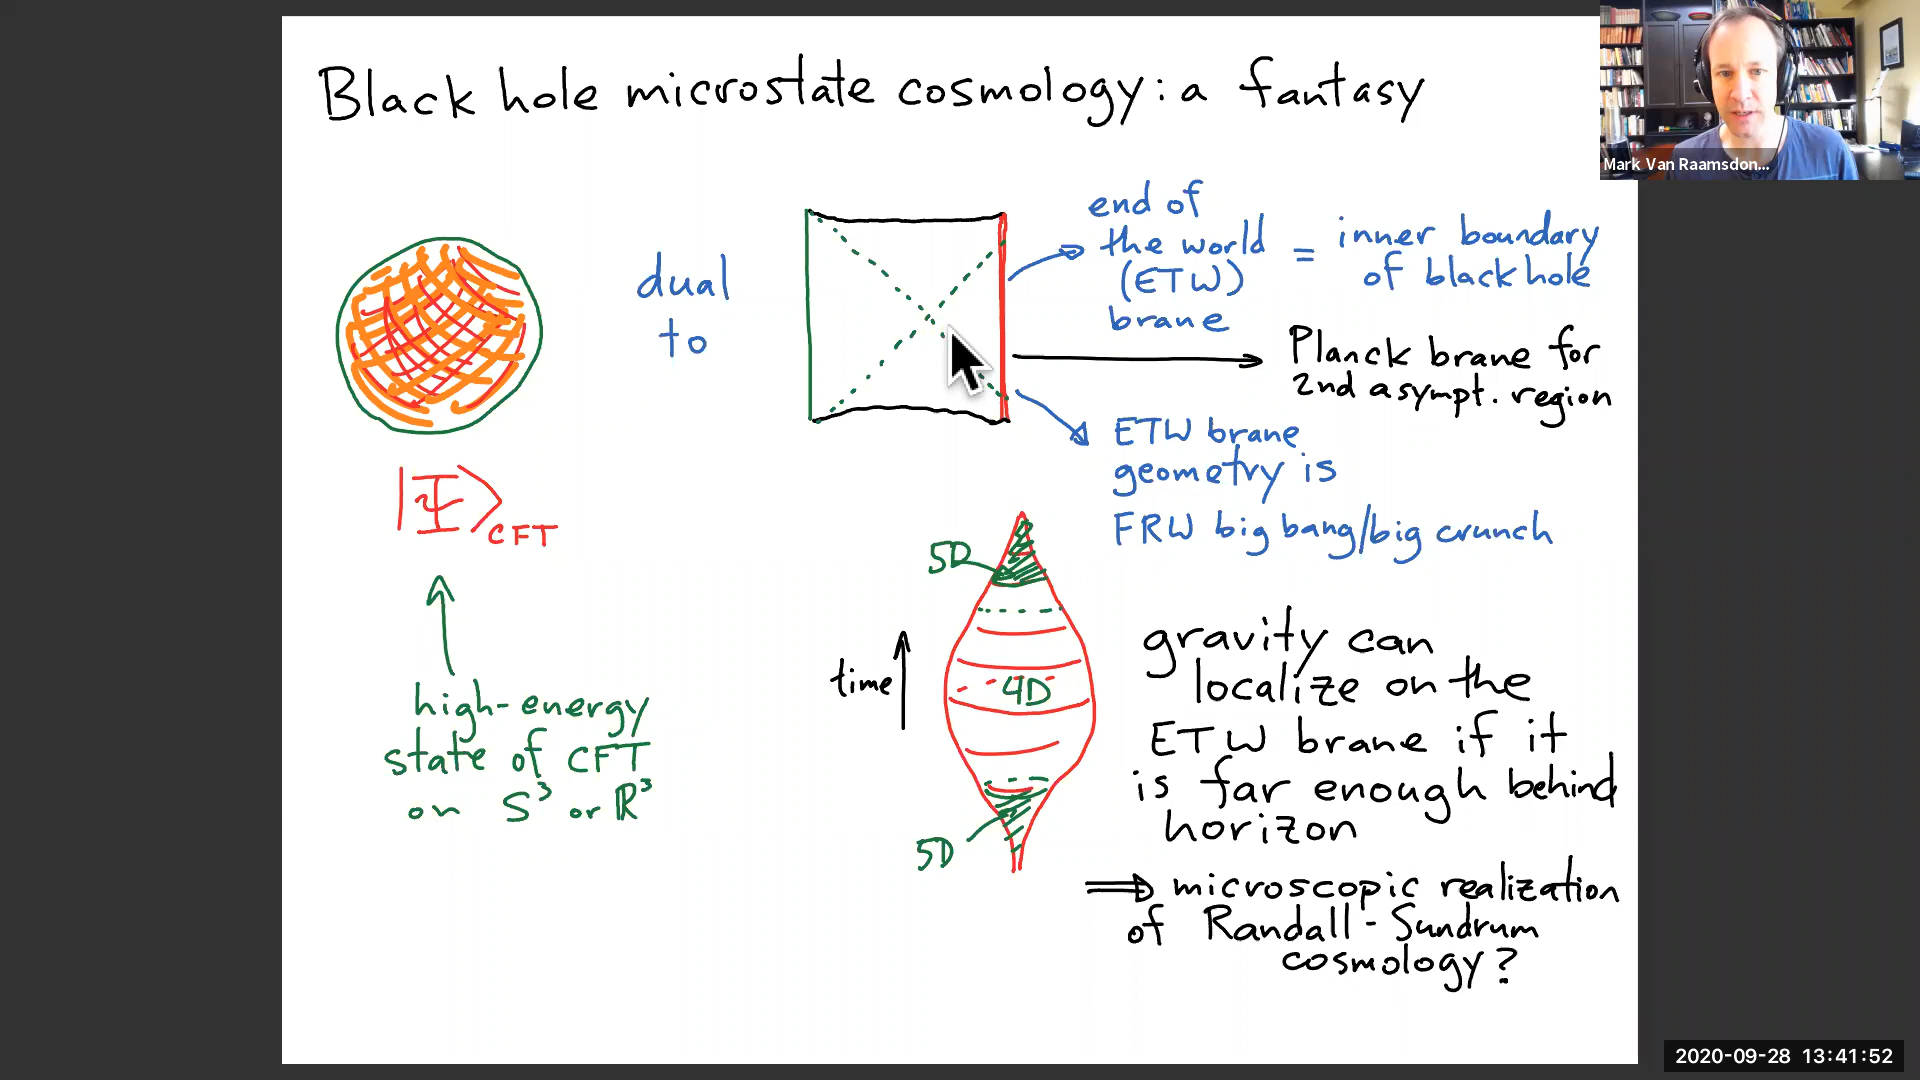 Black hole microstate cosmology: a fantasy
Mark Van Raamsdon...
dual
to
end of
the world
(ETW)
brane
= inner boundary
of black hole
Planck brane for
2nd asympt. region
ETW brane
geometry is
FRW big bang/big crunch
|Ψ⟩CFT
high-energy
state of CFT
on S³ or ℝ³
time
5D
4D
5D
gravity can
localize on the
ETW brane if it
is far enough behind
horizon
⇒ microscopic realization
of Randall-Sundrum
cosmology?
2020-09-28 13:41:52